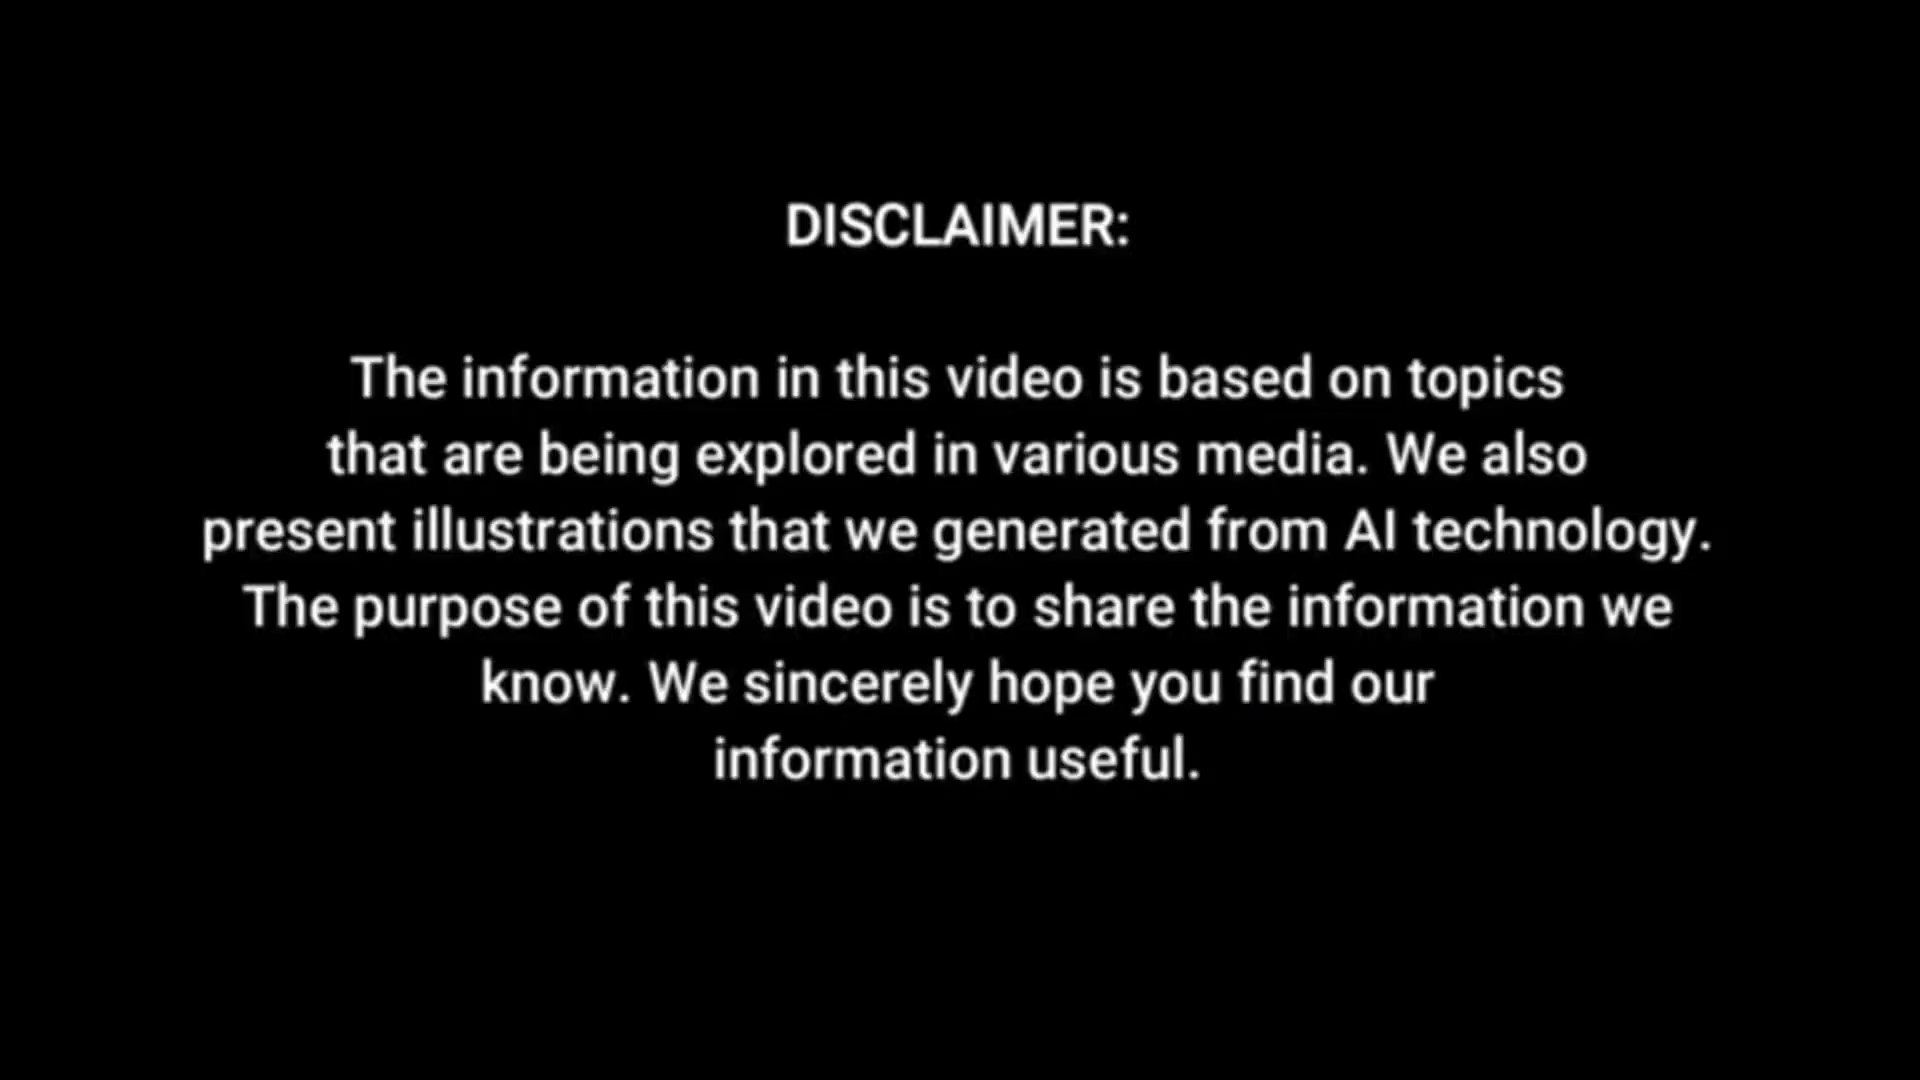 DISCLAIMER:
The information in this video is based on topics
that are being explored in various media. We also
present illustrations that we generated from AI technology.
The purpose of this video is to share the information we
know. We sincerely hope you find our
information useful.